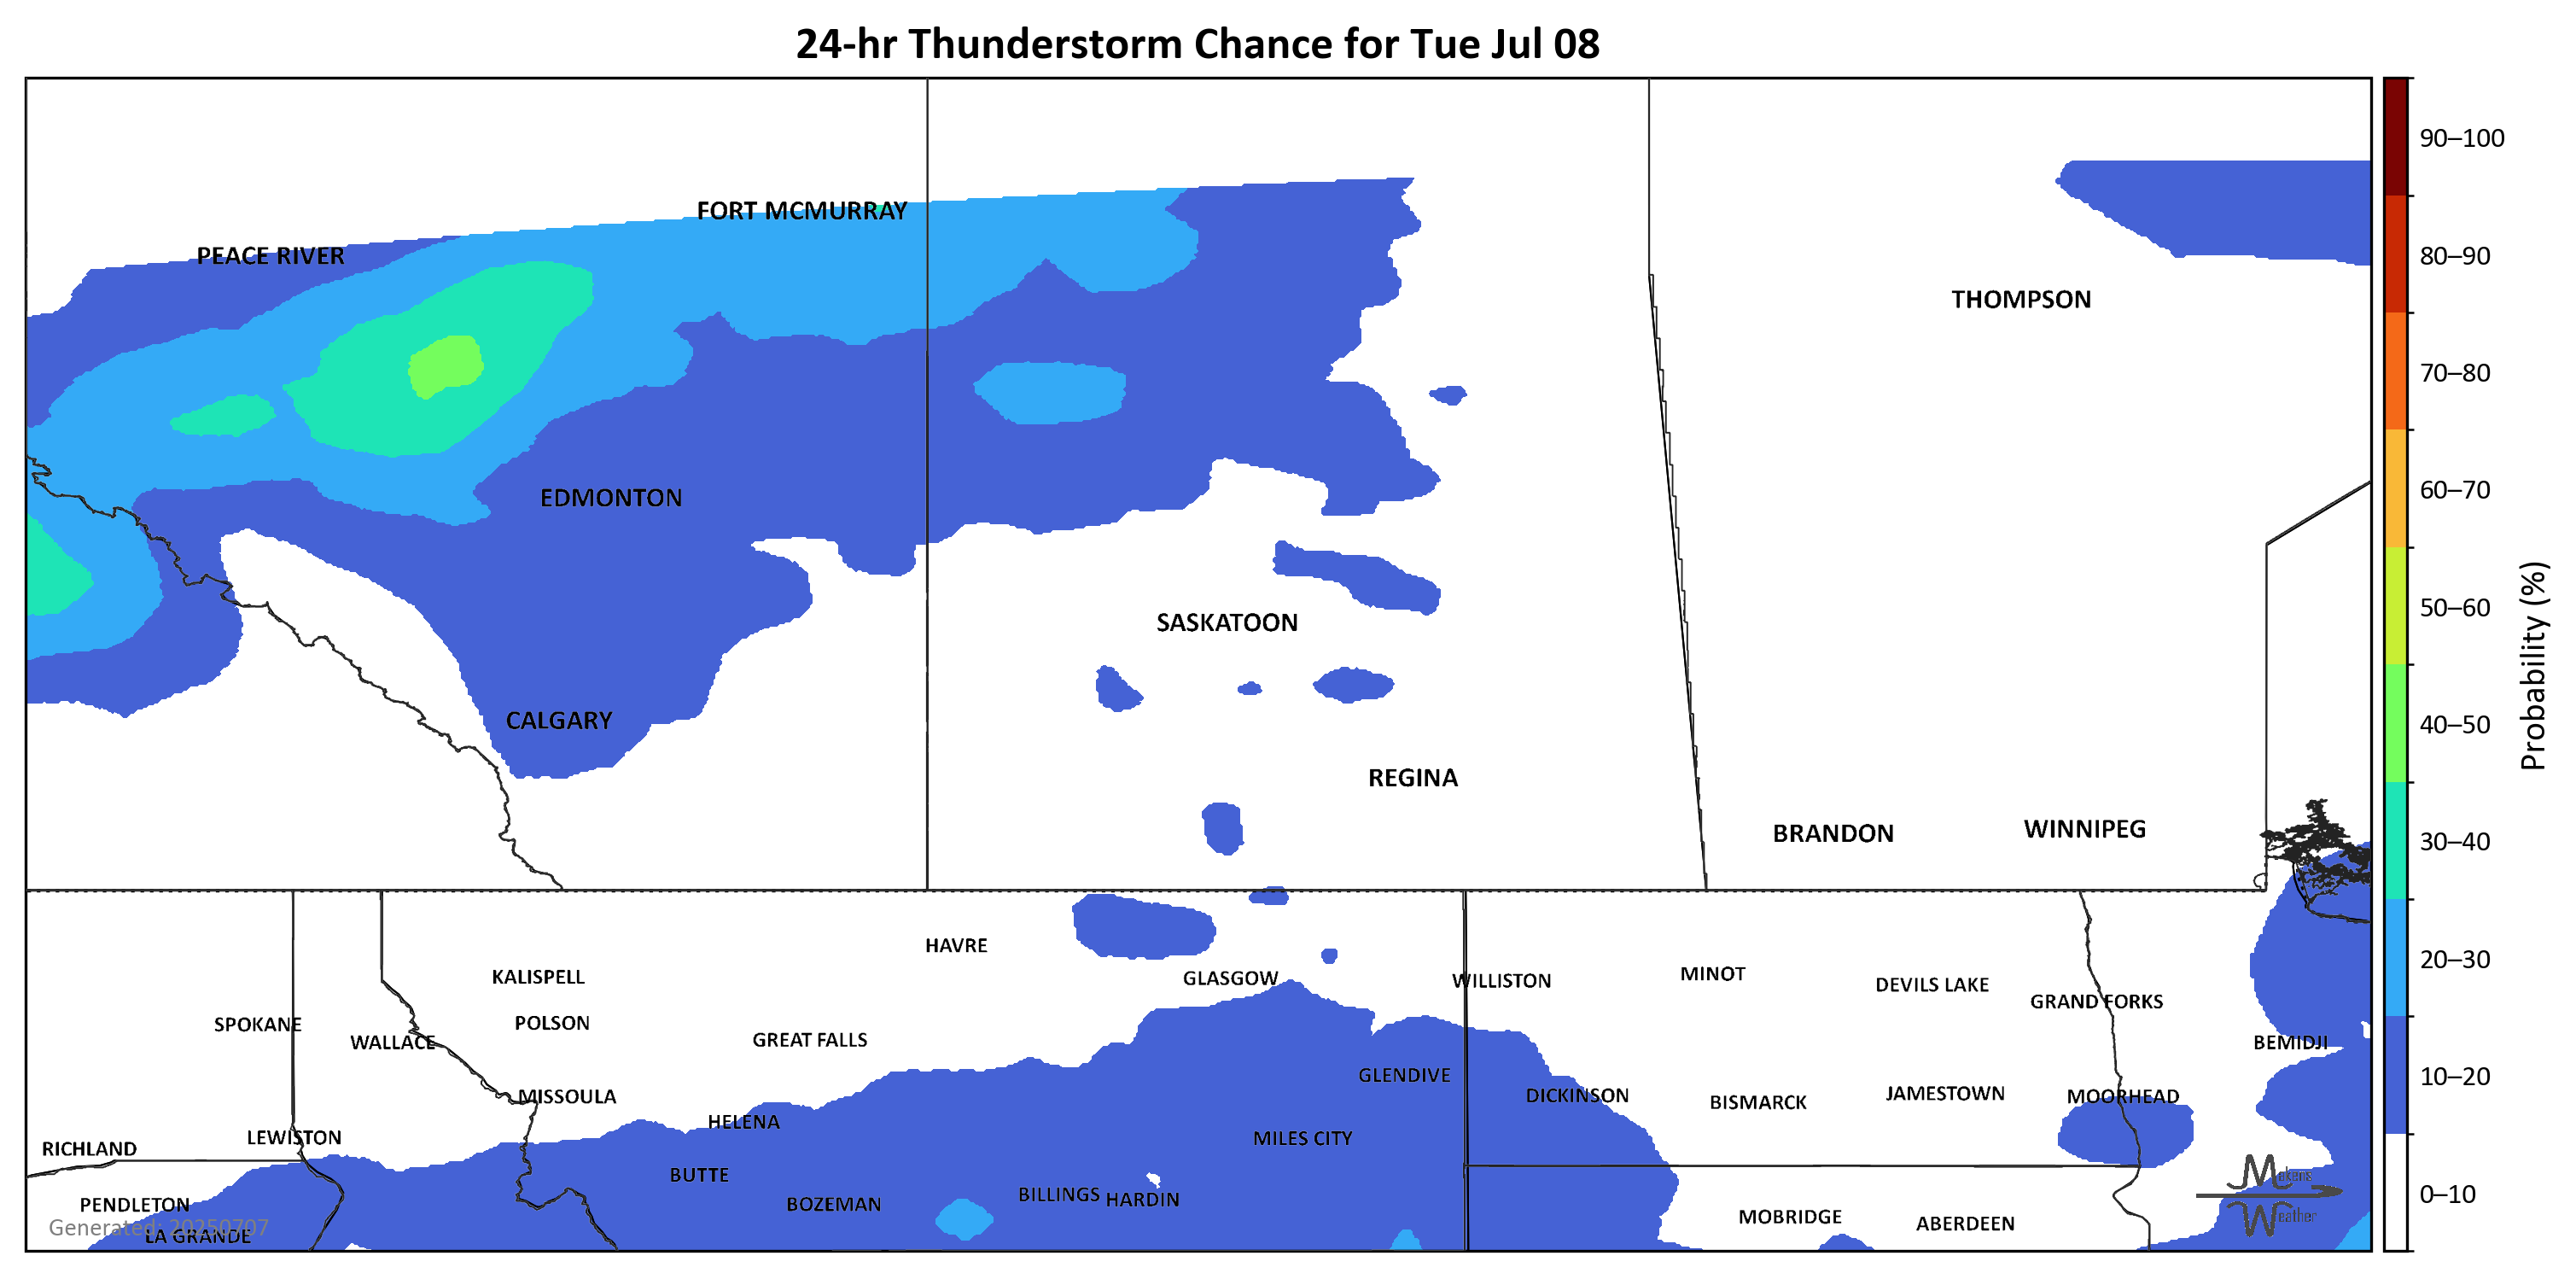 24-hr Thunderstorm Chance for Tue Jul 08
90–100
FORT MCMURRAY
PEACE RIVER
80–90
THOMPSON
70–80
60–70
EDMONTON
50–60
SASKATOON
CALGARY
40–50
Probability (%)
REGINA
BRANDON
WINNIPEG
30–40
HAVRE
20–30
KALISPELL
GLASGOW
WILLISTON
MINOT
DEVILS LAKE
GRAND FORKS
SPOKANE
POLSON
WALLACE
GREAT FALLS
BEMIDJI
GLENDIVE
10–20
MISSOULA
DICKINSON
BISMARCK
JAMESTOWN
MOORHEAD
HELENA
RICHLAND
LEWISTON
MILES CITY
BUTTE
Mekens
Weather
PENDLETON
BOZEMAN
BILLINGS
HARDIN
0–10
MOBRIDGE
ABERDEEN
Generated: 20250707
LA GRANDE